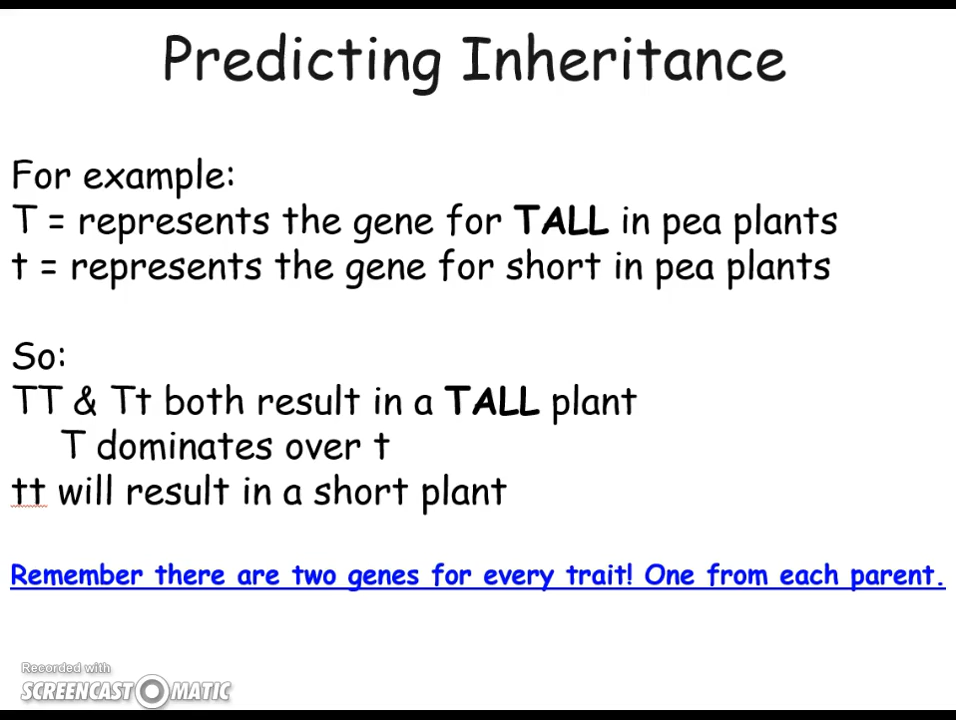 Predicting Inheritance
For example:
T = represents the gene for TALL in pea plants
t = represents the gene for short in pea plants
So:
TT & Tt both result in a TALL plant
T dominates over t
tt will result in a short plant
Remember there are two genes for every trait! One from each parent.
Recorded with
SCREENCAST MATIC